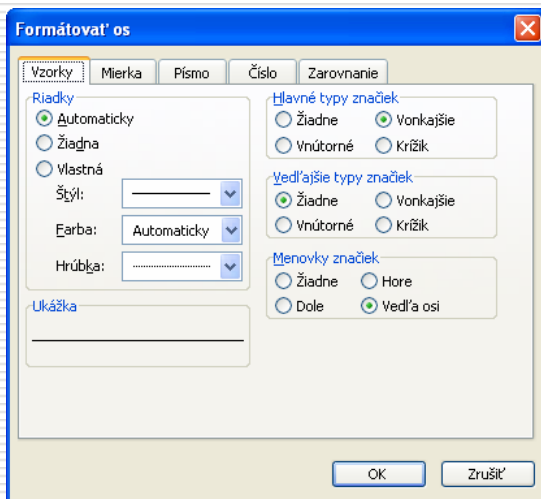 Formátovať os
Vzorky Mierka Písmo Číslo Zarovnanie
Riadky
Automaticky
Žiadna
Vlastná
Štýl:
Farba: Automaticky
Hrúbka:
Ukážka
Hlavné typy značiek
Žiadne Vonkajšie
Vnútorné Krížik
Vedľajšie typy značiek
Žiadne Vonkajšie
Vnútorné Krížik
Menovky značiek
Žiadne Hore
Dole Vedľa osi
OK Zrušiť